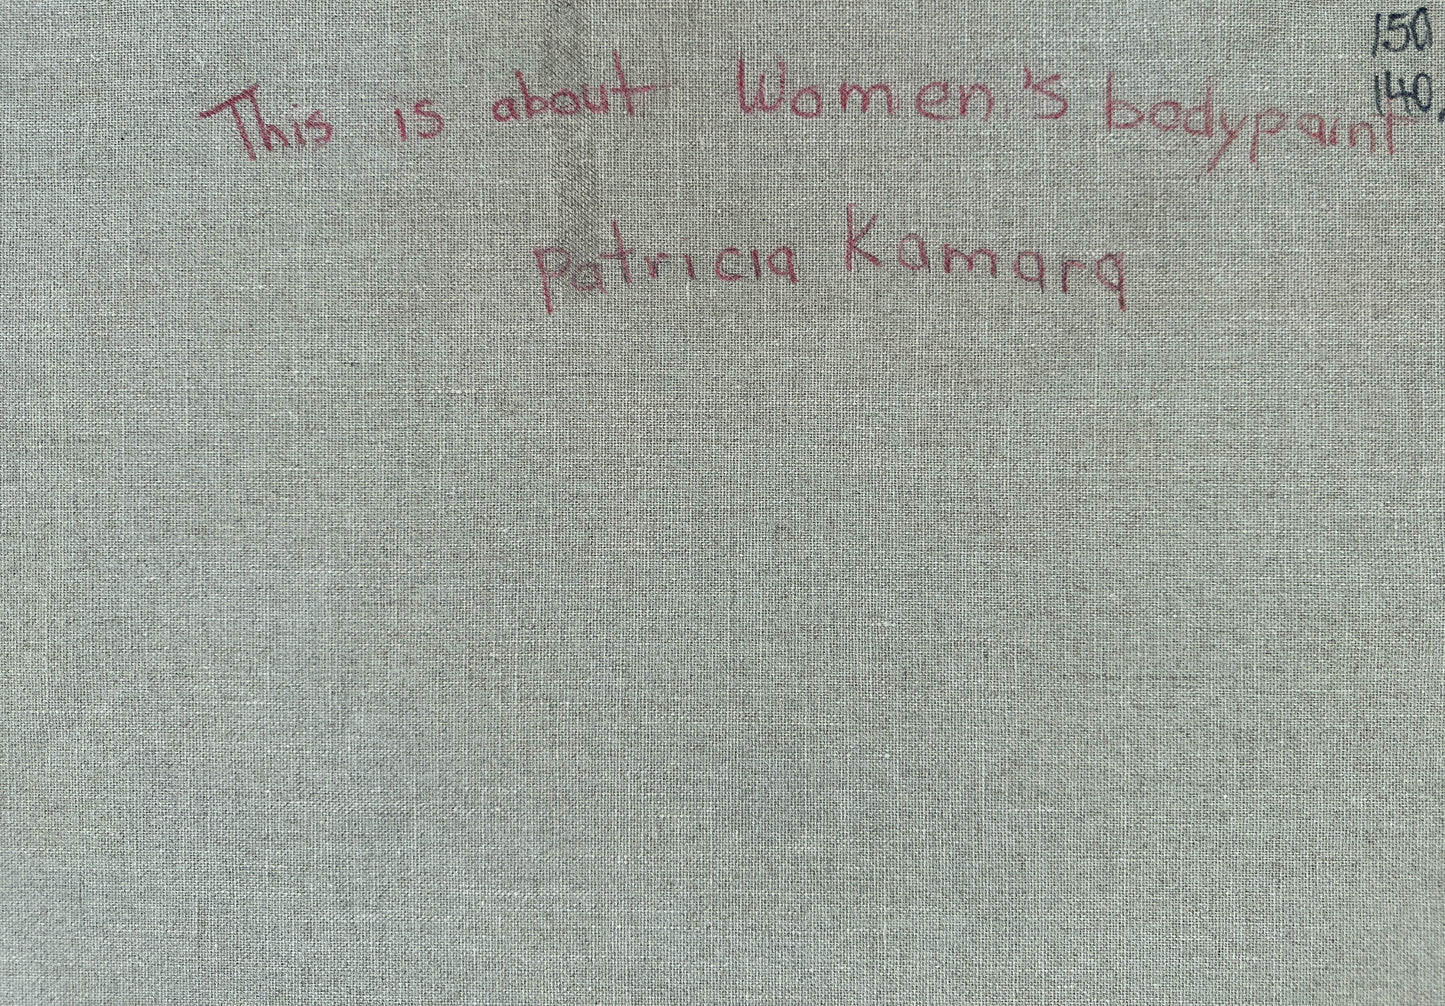 150
140.
This is about Women's bodypaint
Patricia Kamara